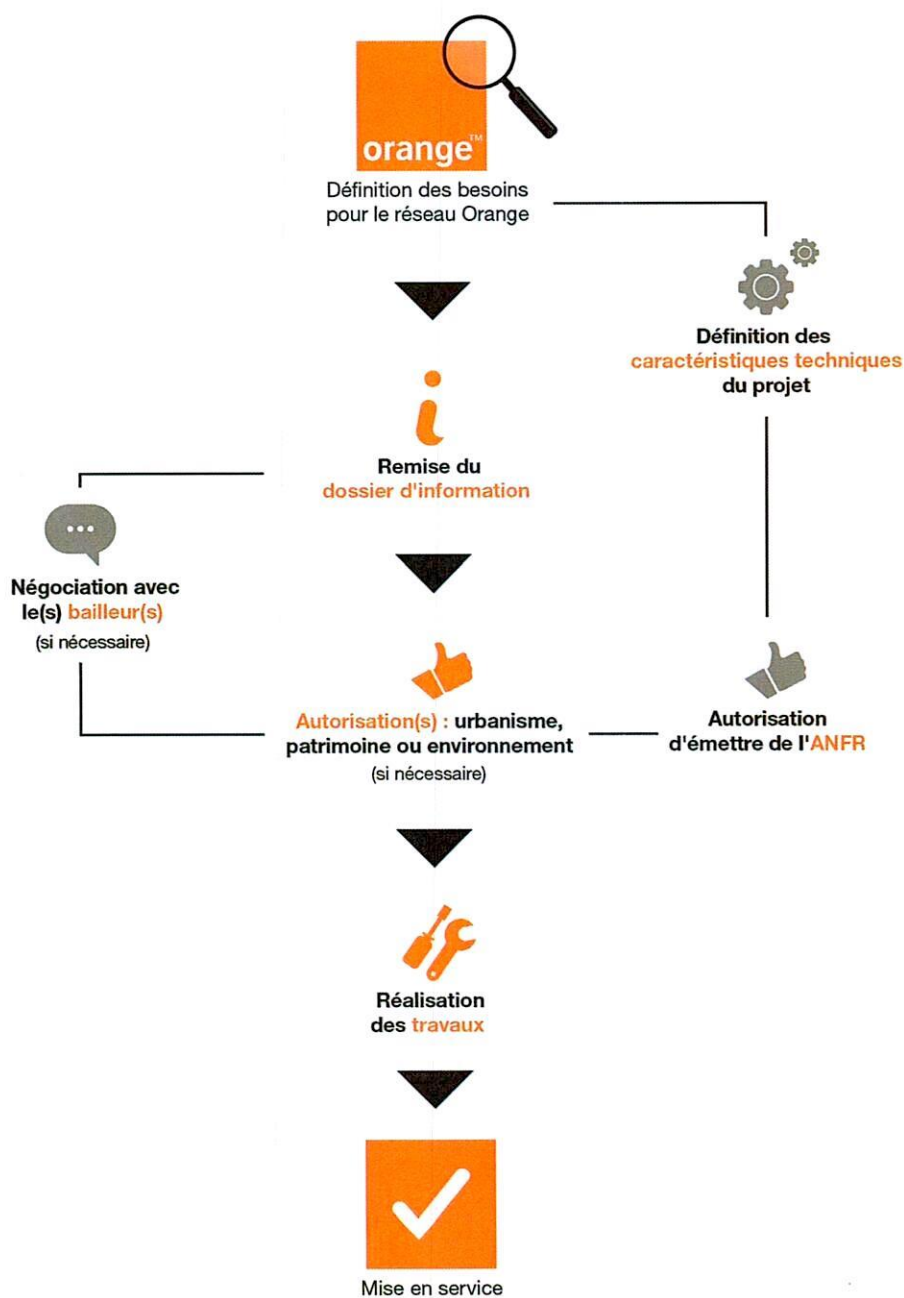 orange™
Définition des besoins
pour le réseau Orange
Définition des
caractéristiques techniques
du projet
Remise du
dossier d'information
Négociation avec
le(s) bailleur(s)
(si nécessaire)
Autorisation(s) : urbanisme,
patrimoine ou environnement
(si nécessaire)
Autorisation
d'émettre de l'ANFR
Réalisation
des travaux
Mise en service